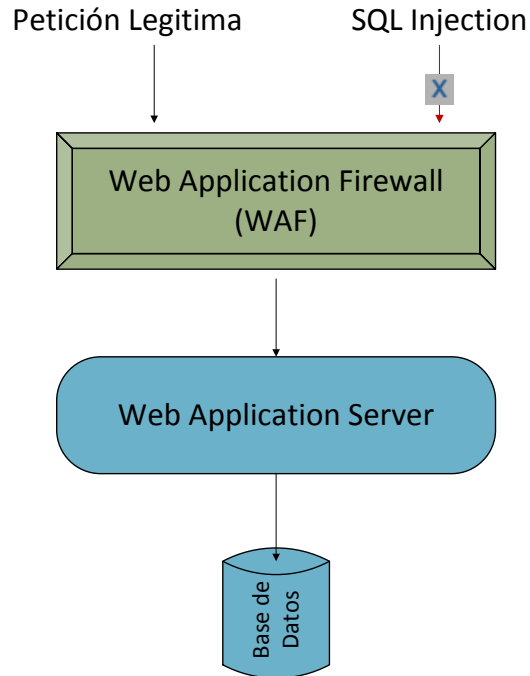 Petición Legitima
SQL Injection
X
Web Application Firewall
(WAF)
Web Application Server
Base de
Datos